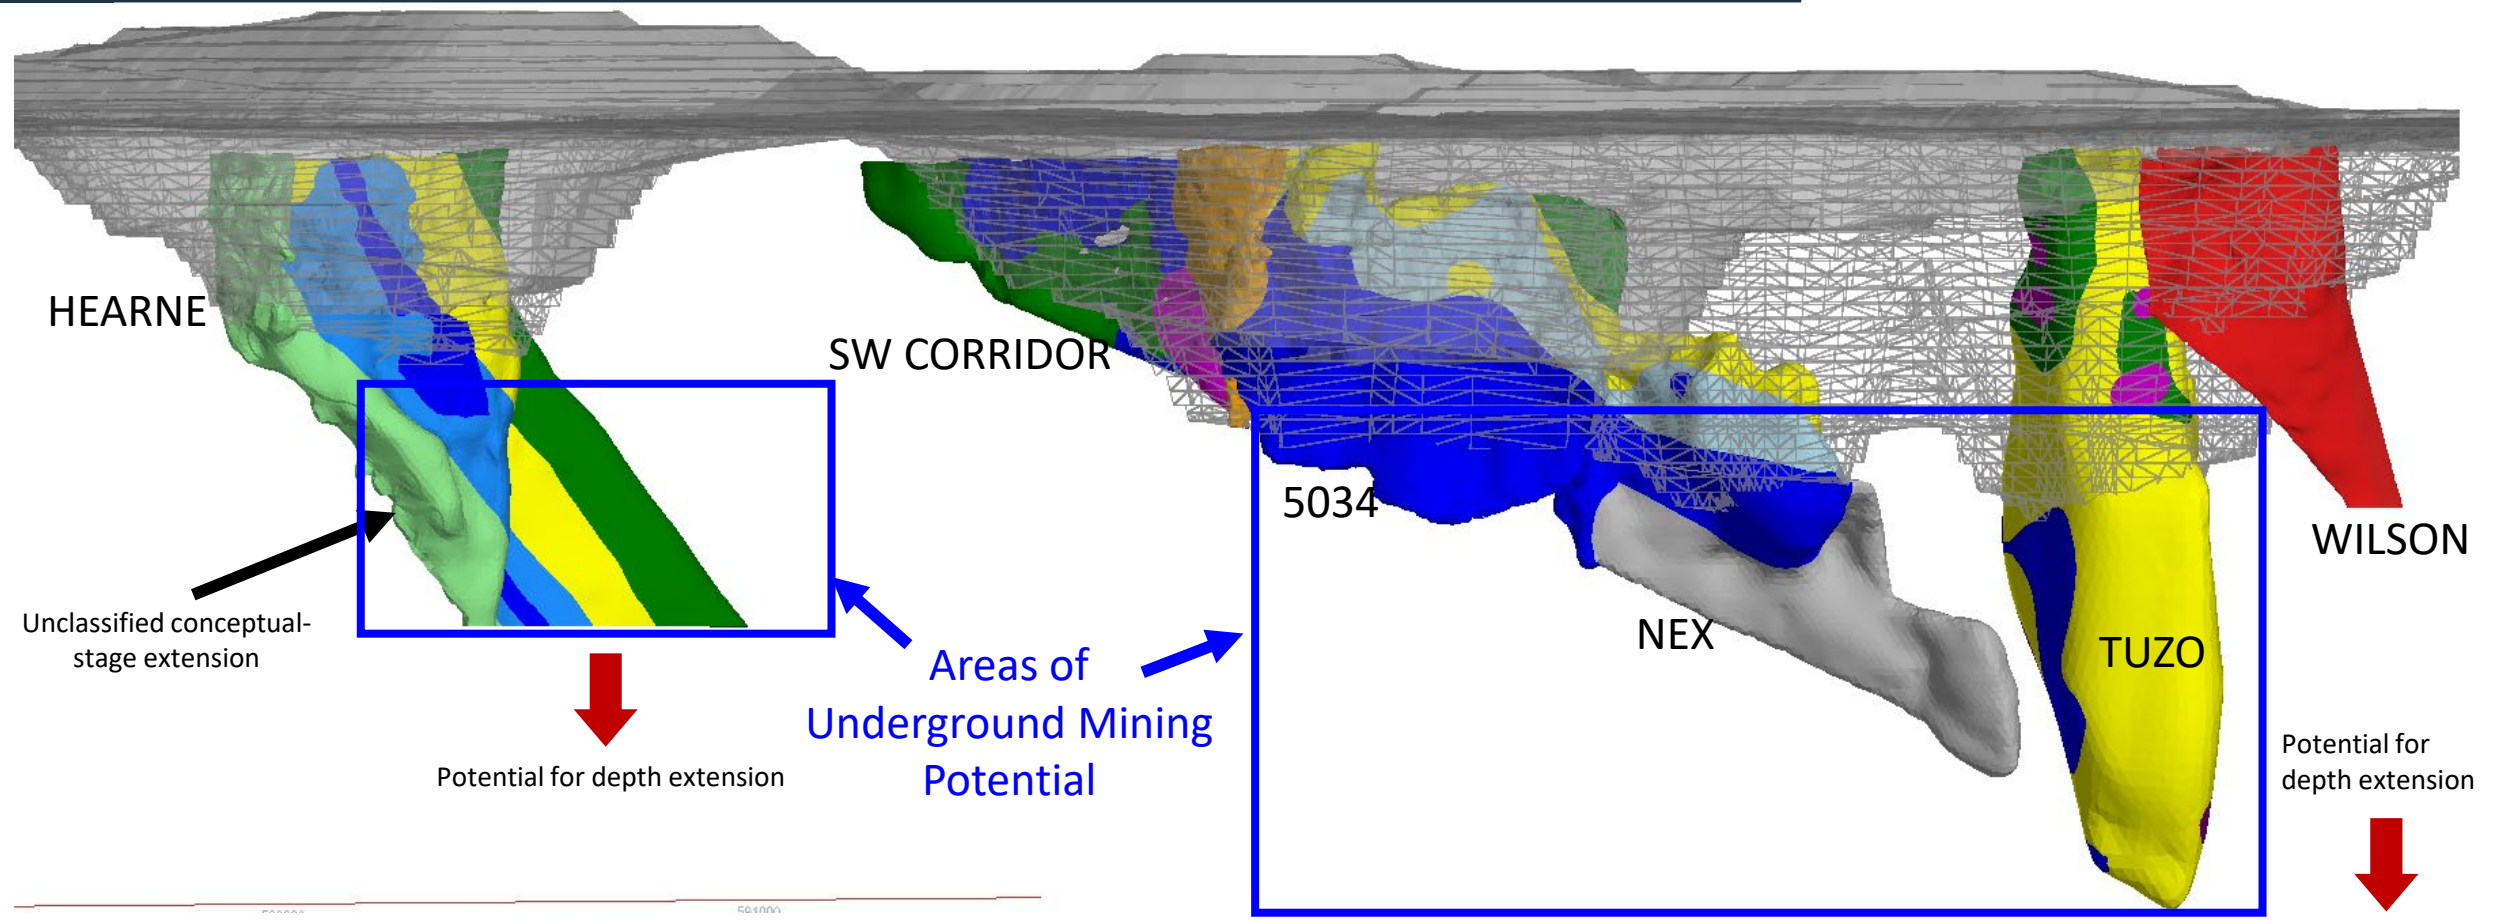 HEARNE
SW CORRIDOR
5034
NEX
TUZO
WILSON
Unclassified conceptual-
stage extension
Potential for depth extension
Areas of
Underground Mining
Potential
Potential for
depth extension